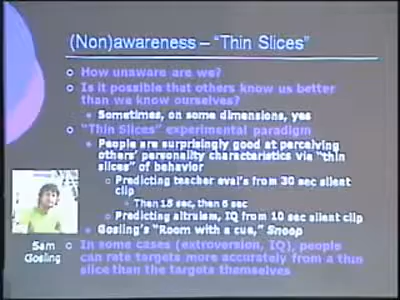 (Non)awareness – "Thin Slices"
How unaware are we?
Is it possible that others know us better
than we know ourselves?
Sometimes, on some dimensions, yes
"Thin Slices" experimental paradigm
People are surprisingly good at perceiving
others' personality characteristics via "thin
slices" of behavior
Predicting teacher eval's from 30 sec silent
clip
Then 15 sec, then 6 sec
Predicting altruism, IQ from 10 sec silent clip
Gosling's "Room with a cue," Snoop
In some cases (extroversion, IQ), people
can rate targets more accurately from a thin
slice than the targets themselves
Sam
Gosling